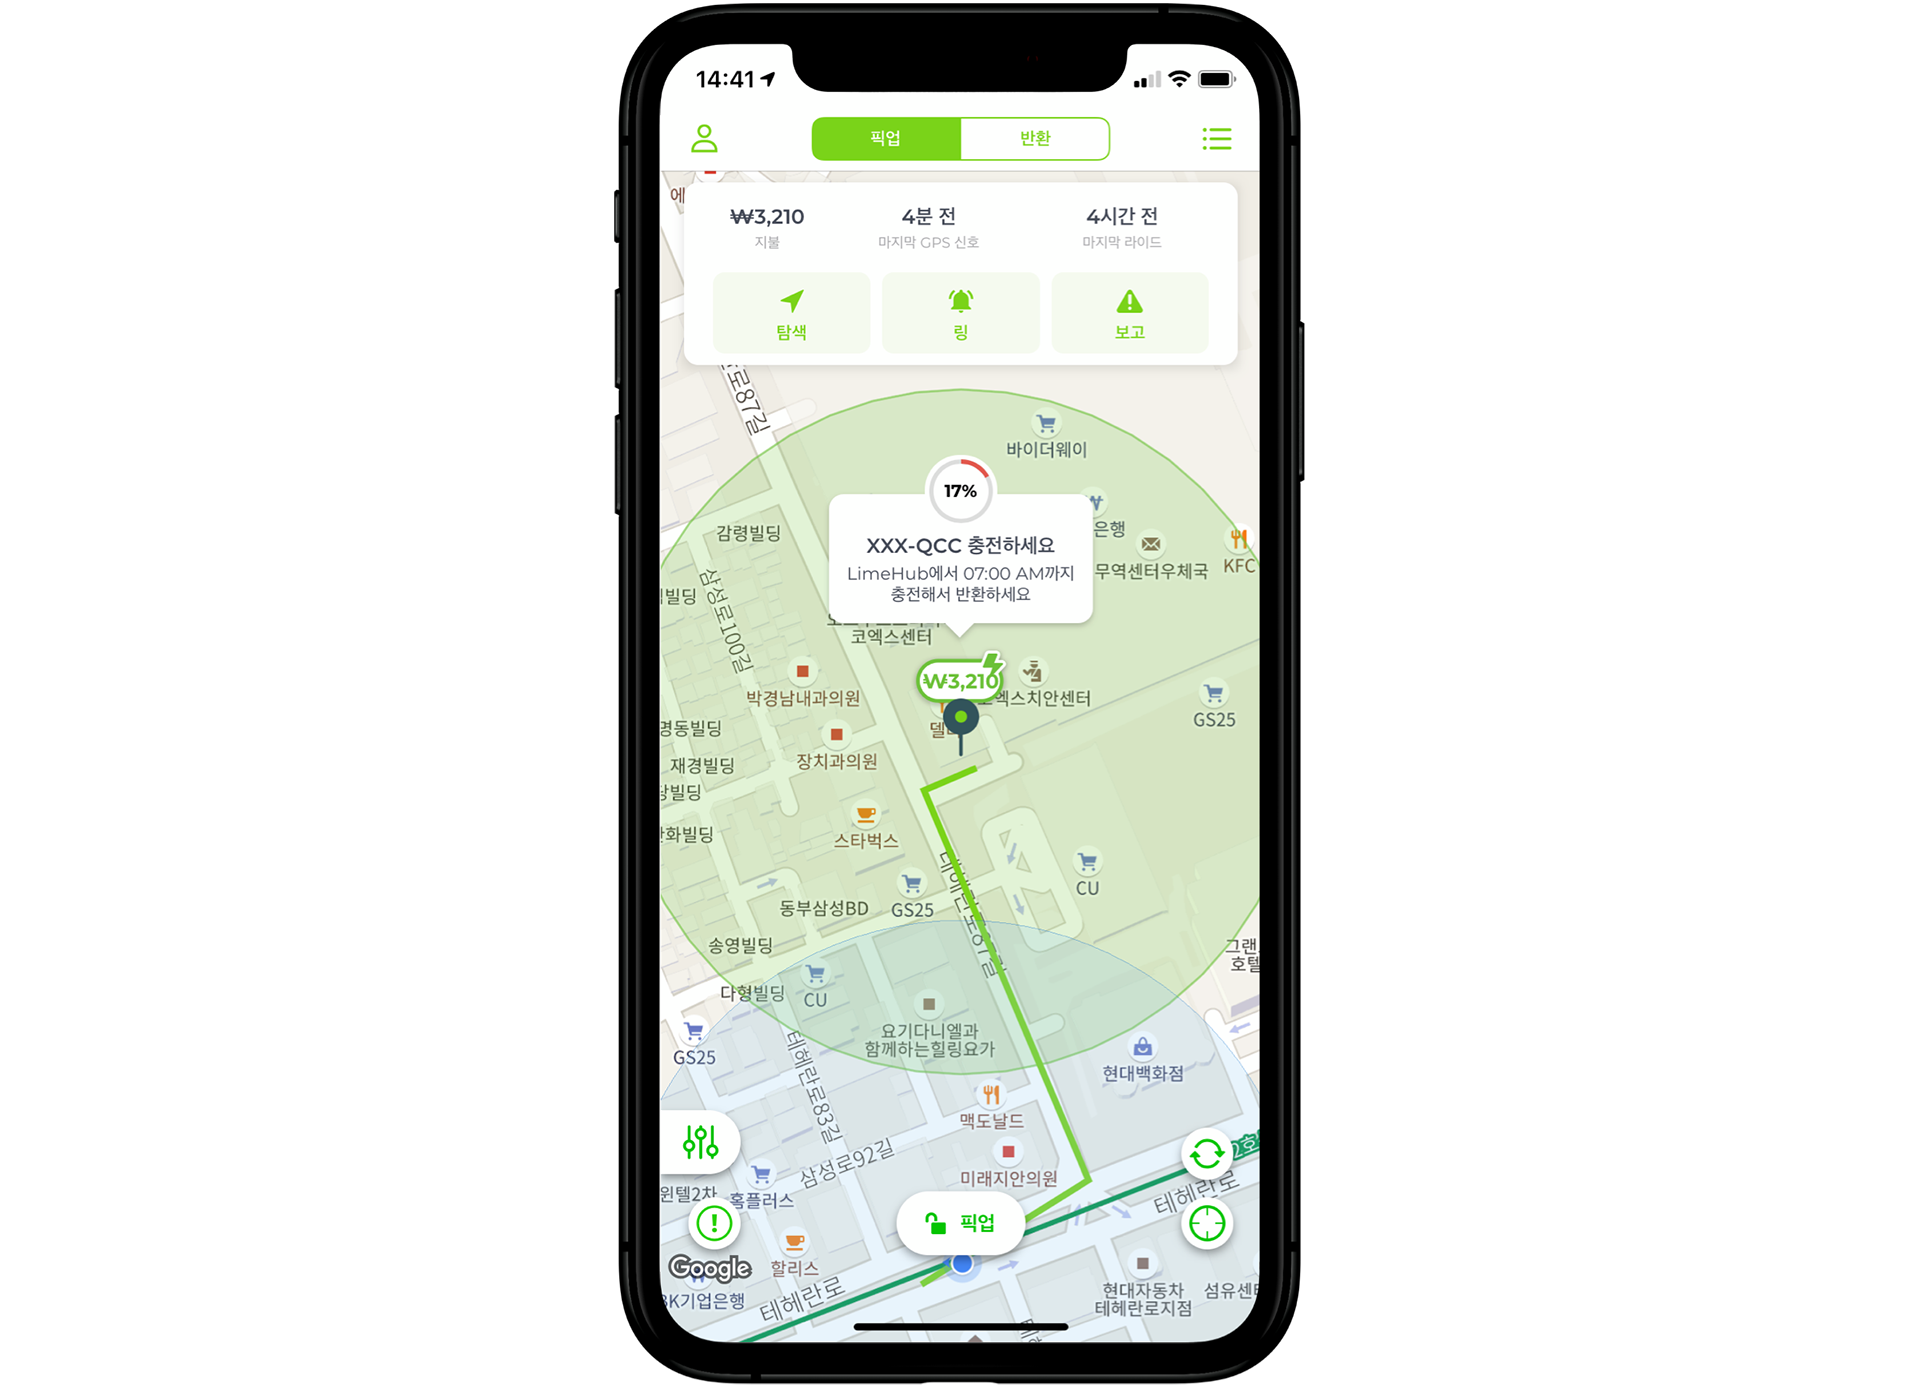 14:41
픽업
반환
₩3,210
4분 전
4시간 전
지불
마지막 GPS 신호
마지막 라이드
탐색
링
보고
로87길
바이더웨이
17%
은행
감령빌딩
XXX-QCC 충전하세요
LimeHub에서 07:00 AM까지
충전해서 반환하세요
무역센터우체국
KFC
빌딩
삼성로100길
코엑스센터
₩3,210
박경남내과의원
엑스치안센터
GS25
명동빌딩
재경빌딩
장치과의원
빌딩
화빌딩
스타벅스
CU
동부삼성BD
GS25
테헤란로87길
송영빌딩
그랜
호텔
다형빌딩
CU
요기다니엘과
함께하는힐링요가
GS25
테헤란로83길
현대백화점
맥도날드
삼성로92길
미래지안의원
2호
윈텔2차
홈플러스
테헤란로
픽업
Google
할리스
현대자동차
테헤란로지점
섬유센
K기업은행
테헤란로